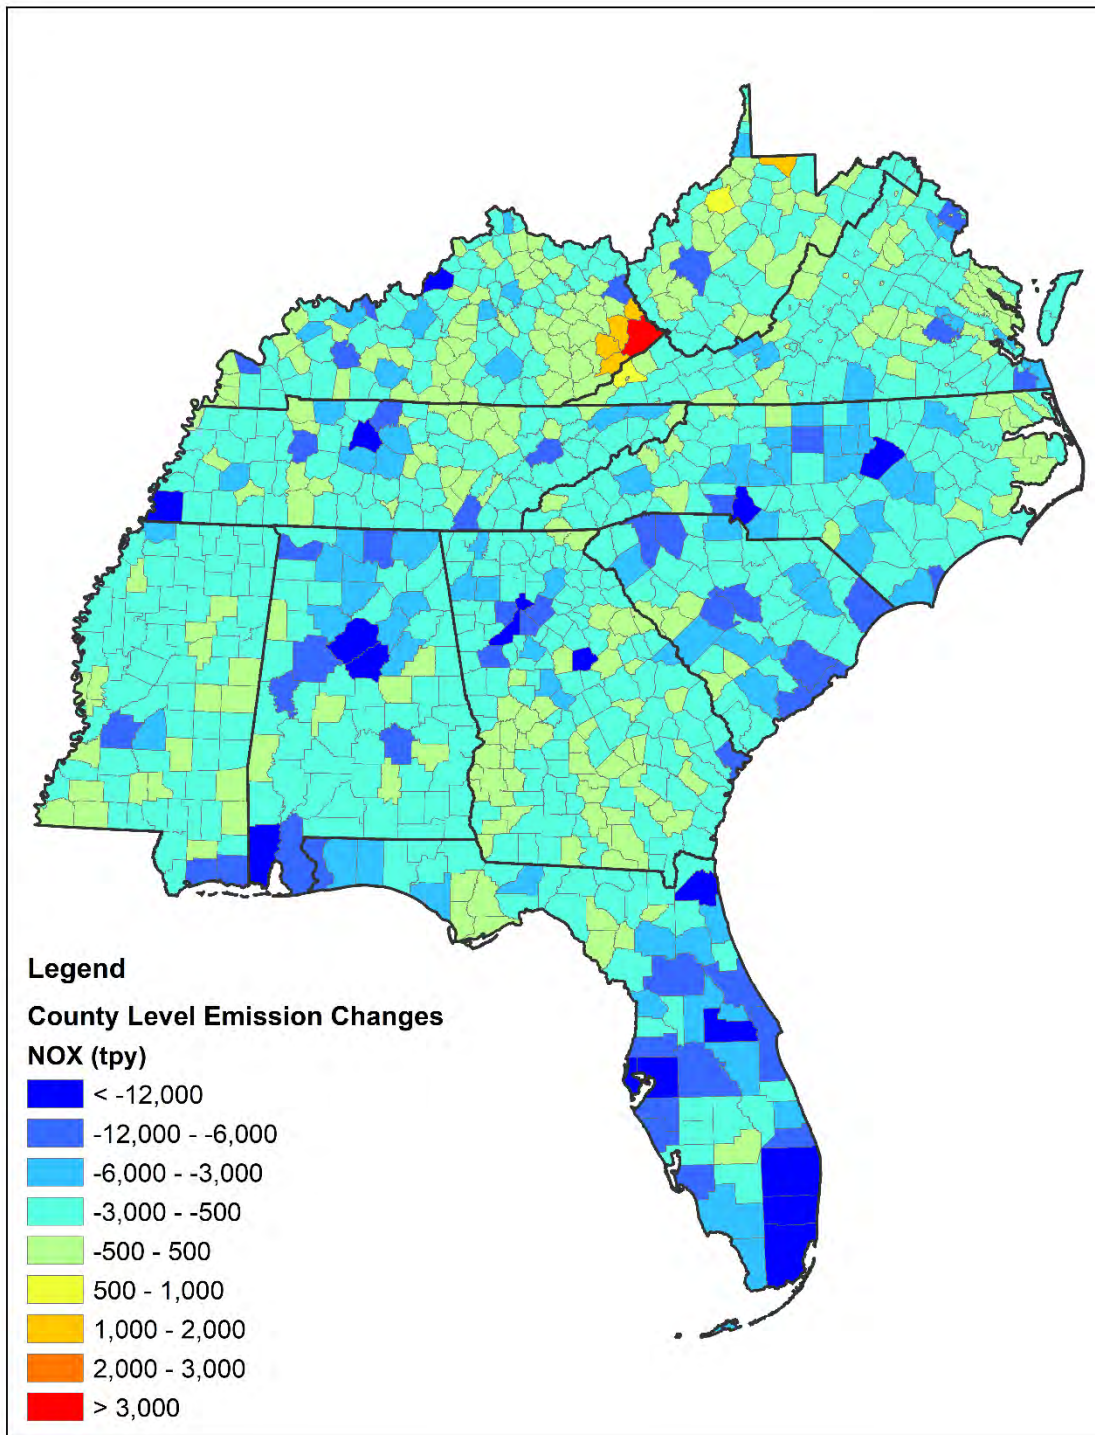 Legend
County Level Emission Changes
NOX (tpy)
< -12,000
-12,000 - -6,000
-6,000 - -3,000
-3,000 - -500
-500 - 500
500 - 1,000
1,000 - 2,000
2,000 - 3,000
> 3,000